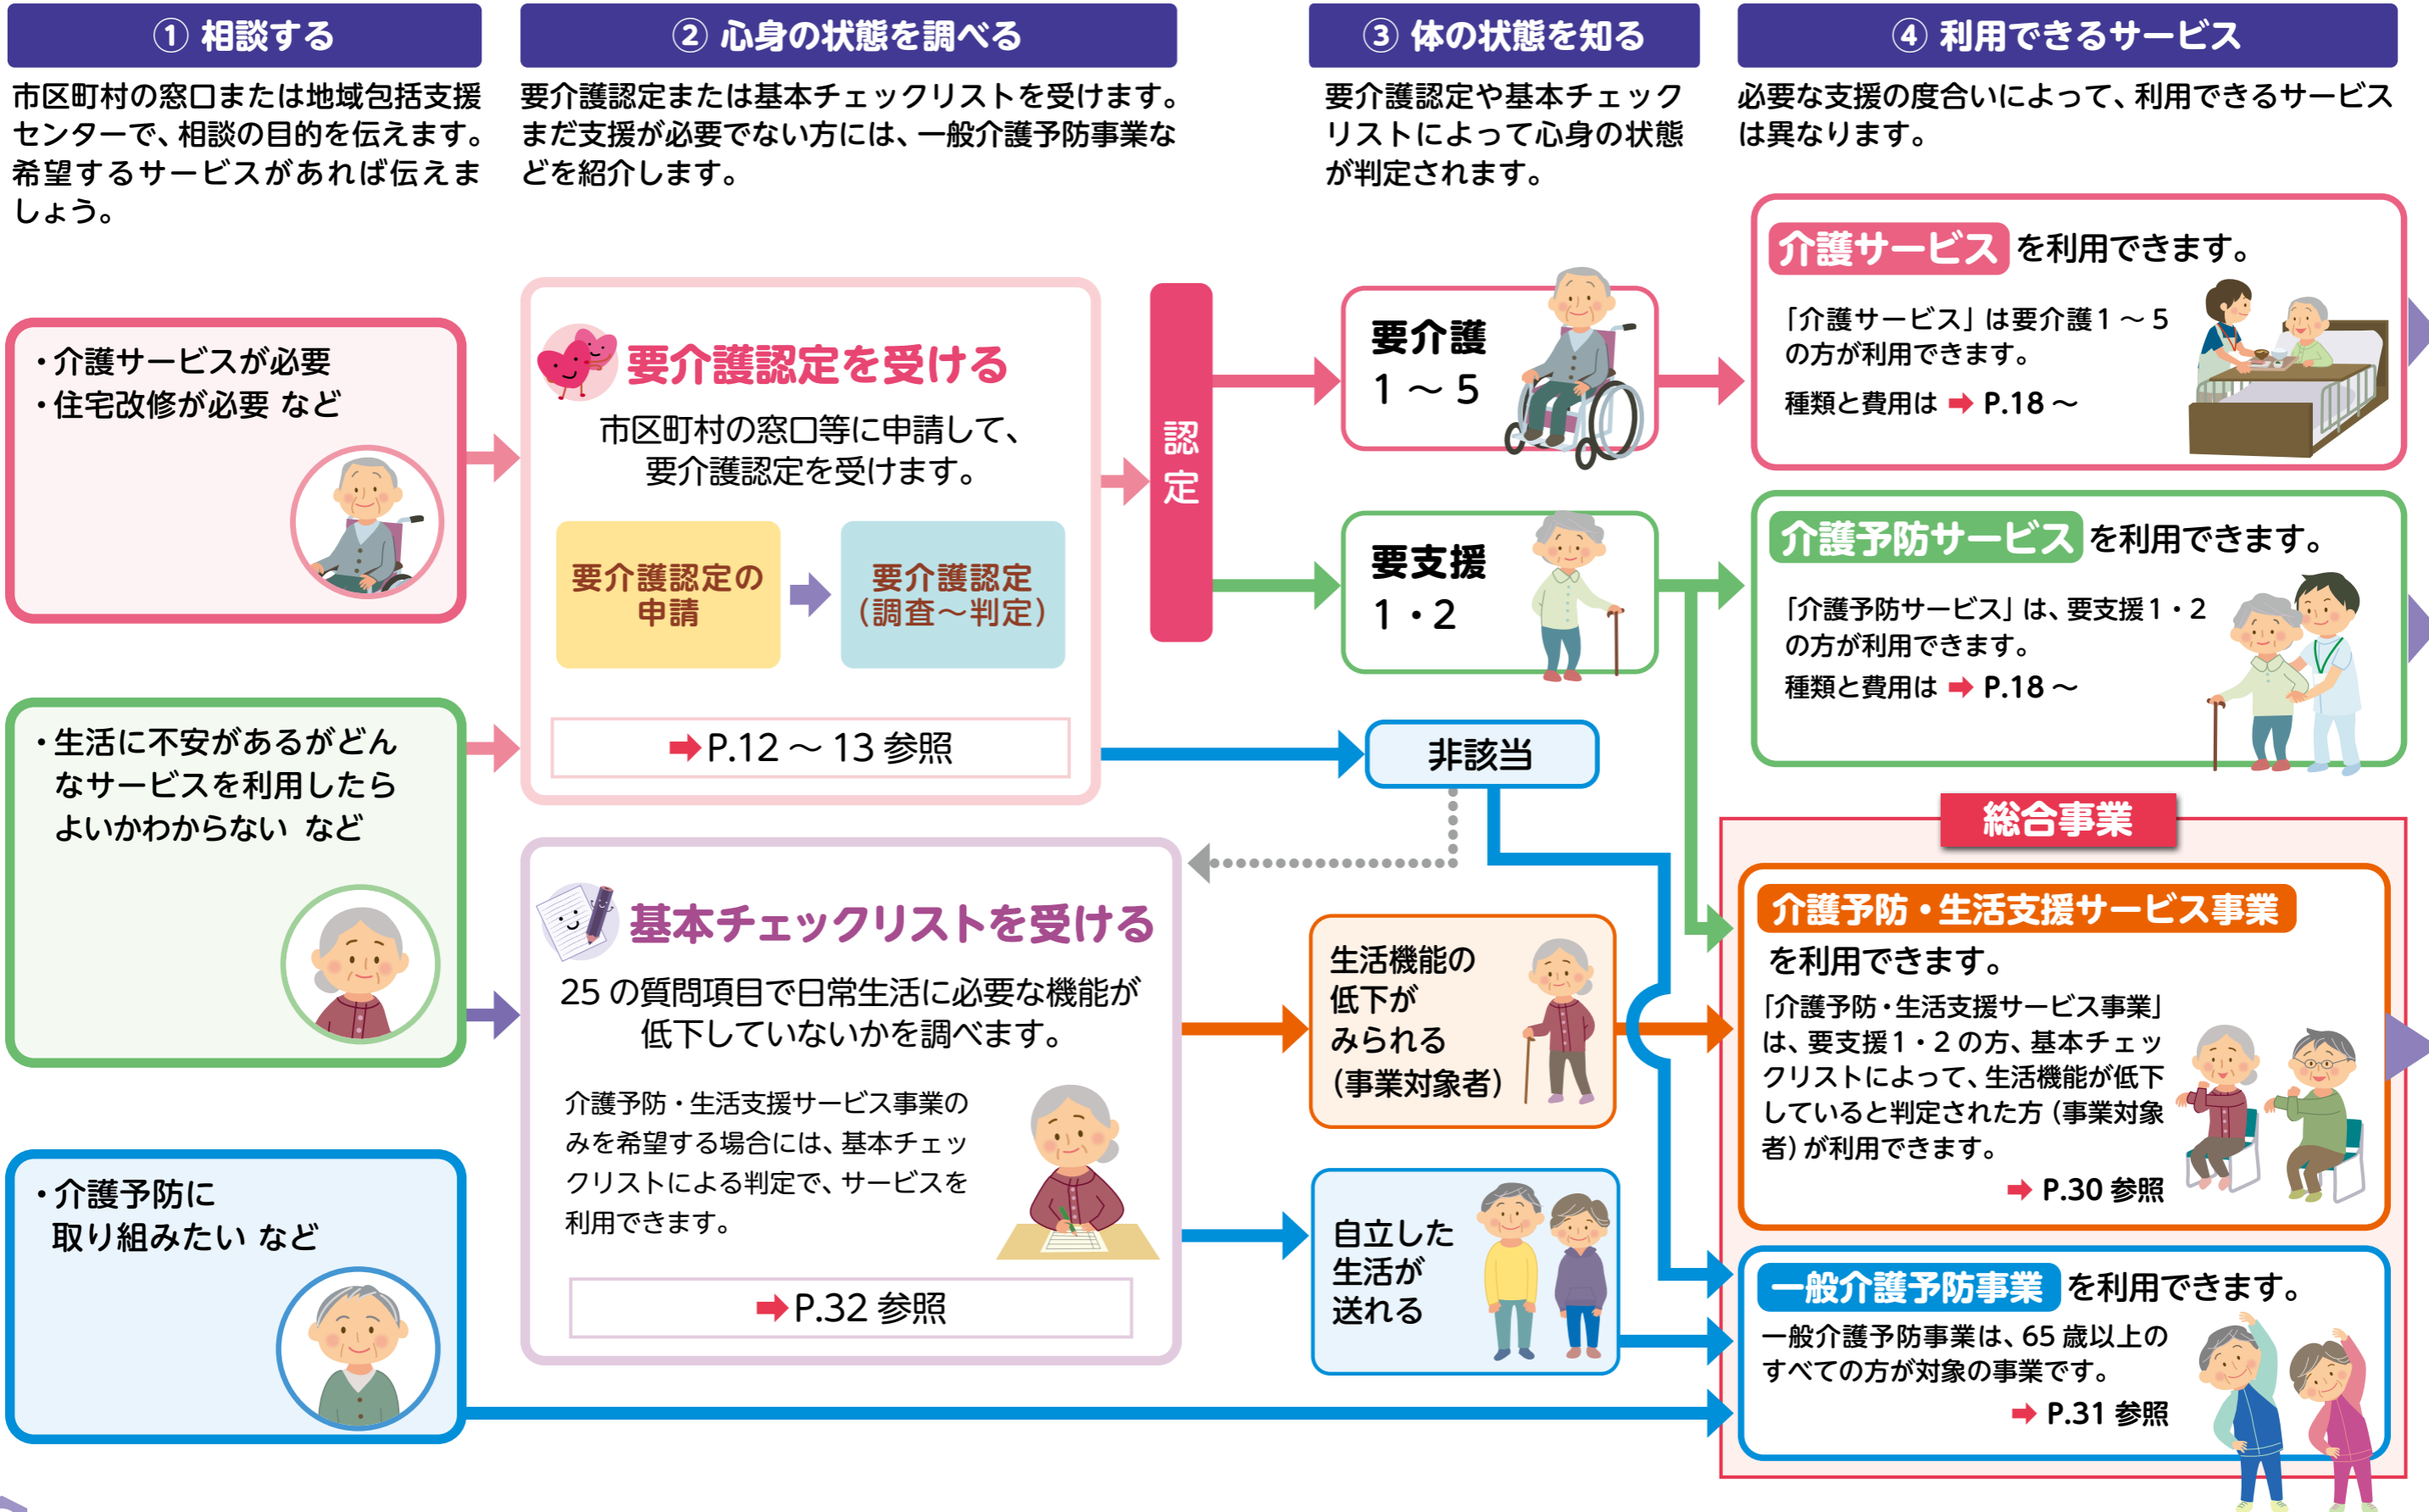 ① 相談する
市区町村の窓口または地域包括支援
センターで、相談の目的を伝えます。
希望するサービスがあれば伝えま
しょう。
・介護サービスが必要
・住宅改修が必要 など
・生活に不安があるがどん
なサービスを利用したら
よいかわからない など
・介護予防に
取り組みたい など
② 心身の状態を調べる
要介護認定または基本チェックリストを受けます。
まだ支援が必要でない方には、一般介護予防事業な
どを紹介します。
要介護認定を受ける
市区町村の窓口等に申請して、
要介護認定を受けます。
要介護認定の
申請
要介護認定
（調査～判定）
➡P.12 ～ 13 参照
基本チェックリストを受ける
25 の質問項目で日常生活に必要な機能が
低下していないかを調べます。
介護予防・生活支援サービス事業の
みを希望する場合には、基本チェッ
クリストによる判定で、サービスを
利用できます。
➡P.32 参照
認定
③ 体の状態を知る
要介護認定や基本チェック
リストによって心身の状態
が判定されます。
要介護
1 ～ 5
要支援
1・2
非該当
生活機能の
低下が
みられる
（事業対象者）
自立した
生活が
送れる
④ 利用できるサービス
必要な支援の度合いによって、利用できるサービス
は異なります。
介護サービス を利用できます。
「介護サービス」は要介護1 ～ 5
の方が利用できます。
種類と費用は ➡ P.18 ～
介護予防サービス を利用できます。
「介護予防サービス」は、要支援1・2
の方が利用できます。
種類と費用は ➡ P.18 ～
総合事業
介護予防・生活支援サービス事業
を利用できます。
「介護予防・生活支援サービス事業」
は、要支援1・2 の方、基本チェッ
クリストによって、生活機能が低下
していると判定された方（事業対象
者）が利用できます。
➡ P.30 参照
一般介護予防事業 を利用できます。
一般介護予防事業は、65 歳以上の
すべての方が対象の事業です。
➡ P.31 参照